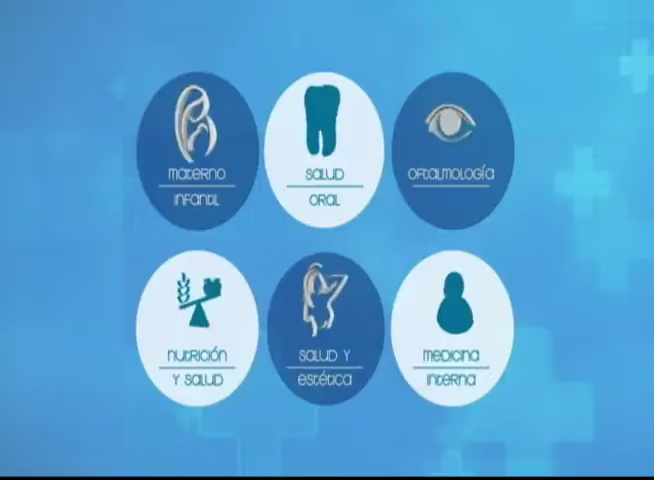 MATERNO
INFANTIL
SALUD
ORAL
OFTALMOLOGÍA
NUTRICIÓN
Y SALUD
SALUD Y
ESTÉTICA
MEDICINA
INTERNA